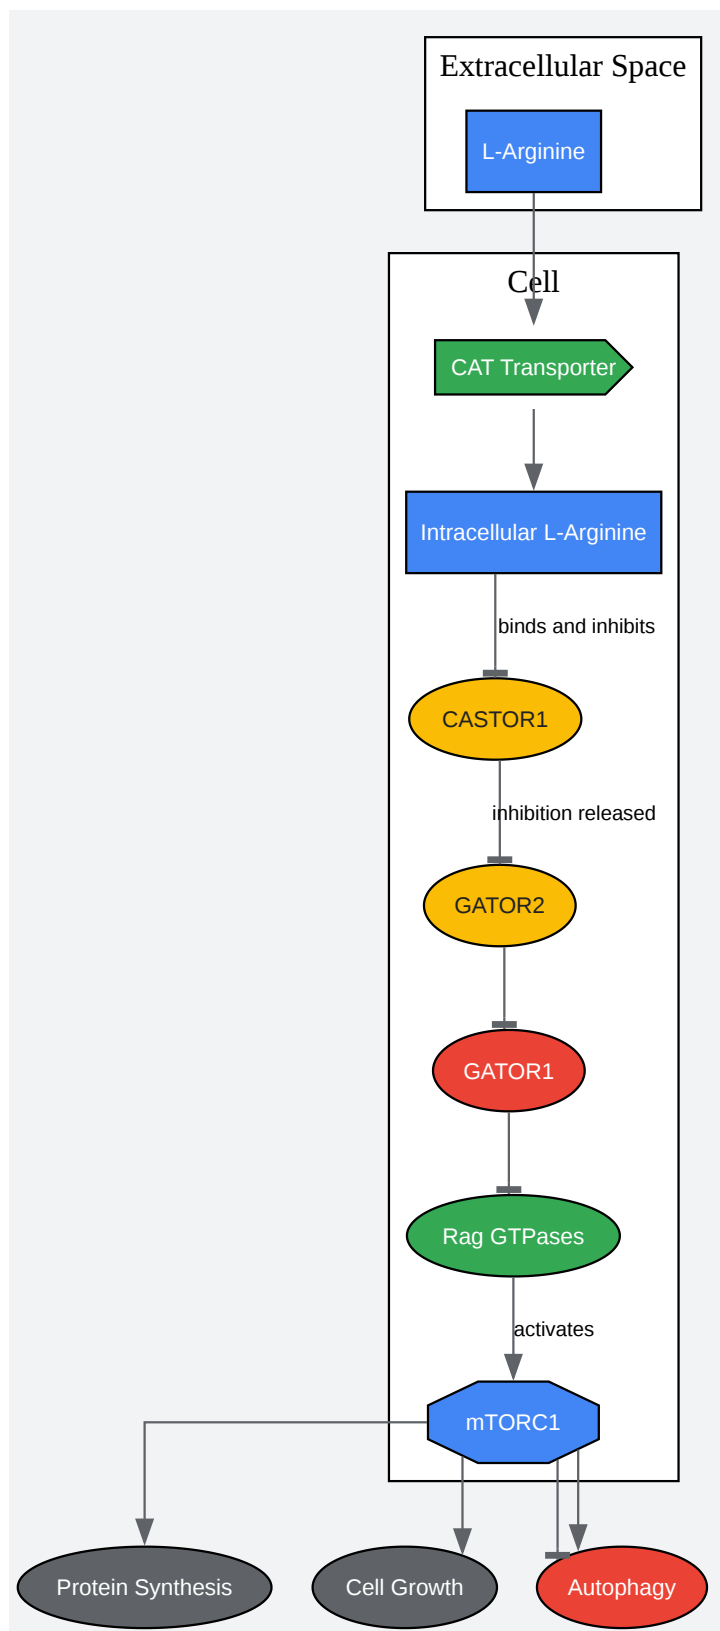 Extracellular Space
L-Arginine
Cell
CAT Transporter
Intracellular L-Arginine
binds and inhibits
CASTOR1
inhibition released
GATOR2
GATOR1
Rag GTPases
activates
mTORC1
Protein Synthesis
Cell Growth
Autophagy